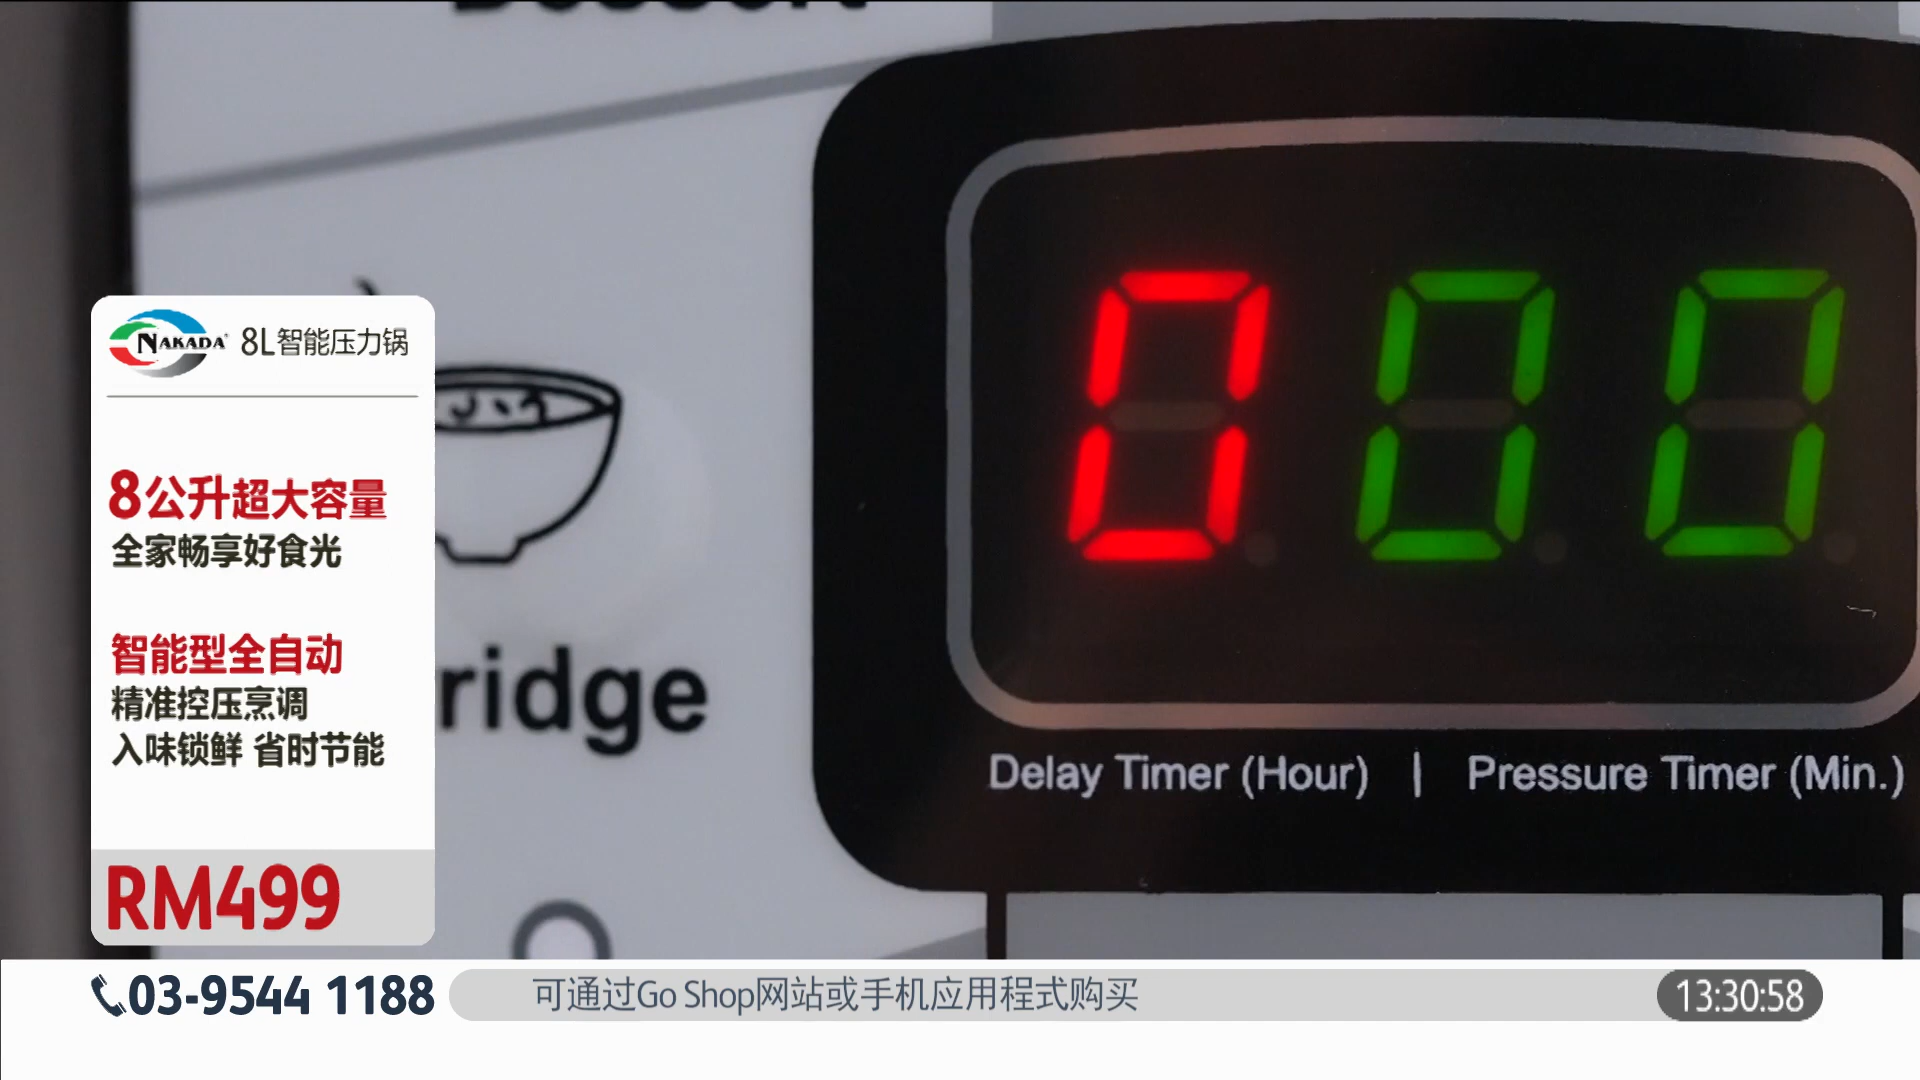 NAKADA 8L智能压力锅
8公升超大容量
全家畅享好食光
智能型全自动
精准控压烹调
入味锁鲜 省时节能
RM499
ridge
000
Delay Timer (Hour) | Pressure Timer (Min.)
03-9544 1188
可通过Go Shop网站或手机应用程式购买
13:30:58